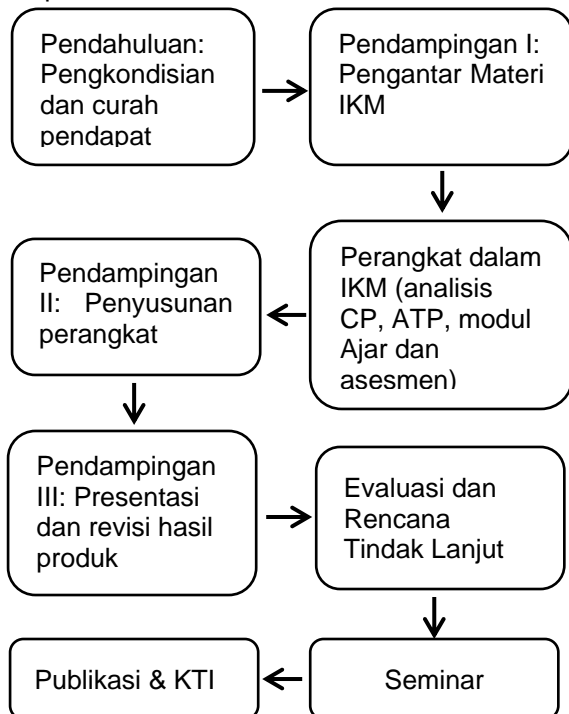 Pendahuluan:
Pengkondisian
dan curah
pendapat
Pendampingan I:
Pengantar Materi
IKM
Perangkat dalam
IKM (analisis
CP, ATP, modul
Ajar dan
asesmen)
Pendampingan
II: Penyusunan
perangkat
Pendampingan
III: Presentasi
dan revisi hasil
produk
Evaluasi dan
Rencana
Tindak Lanjut
Seminar
Publikasi & KTI